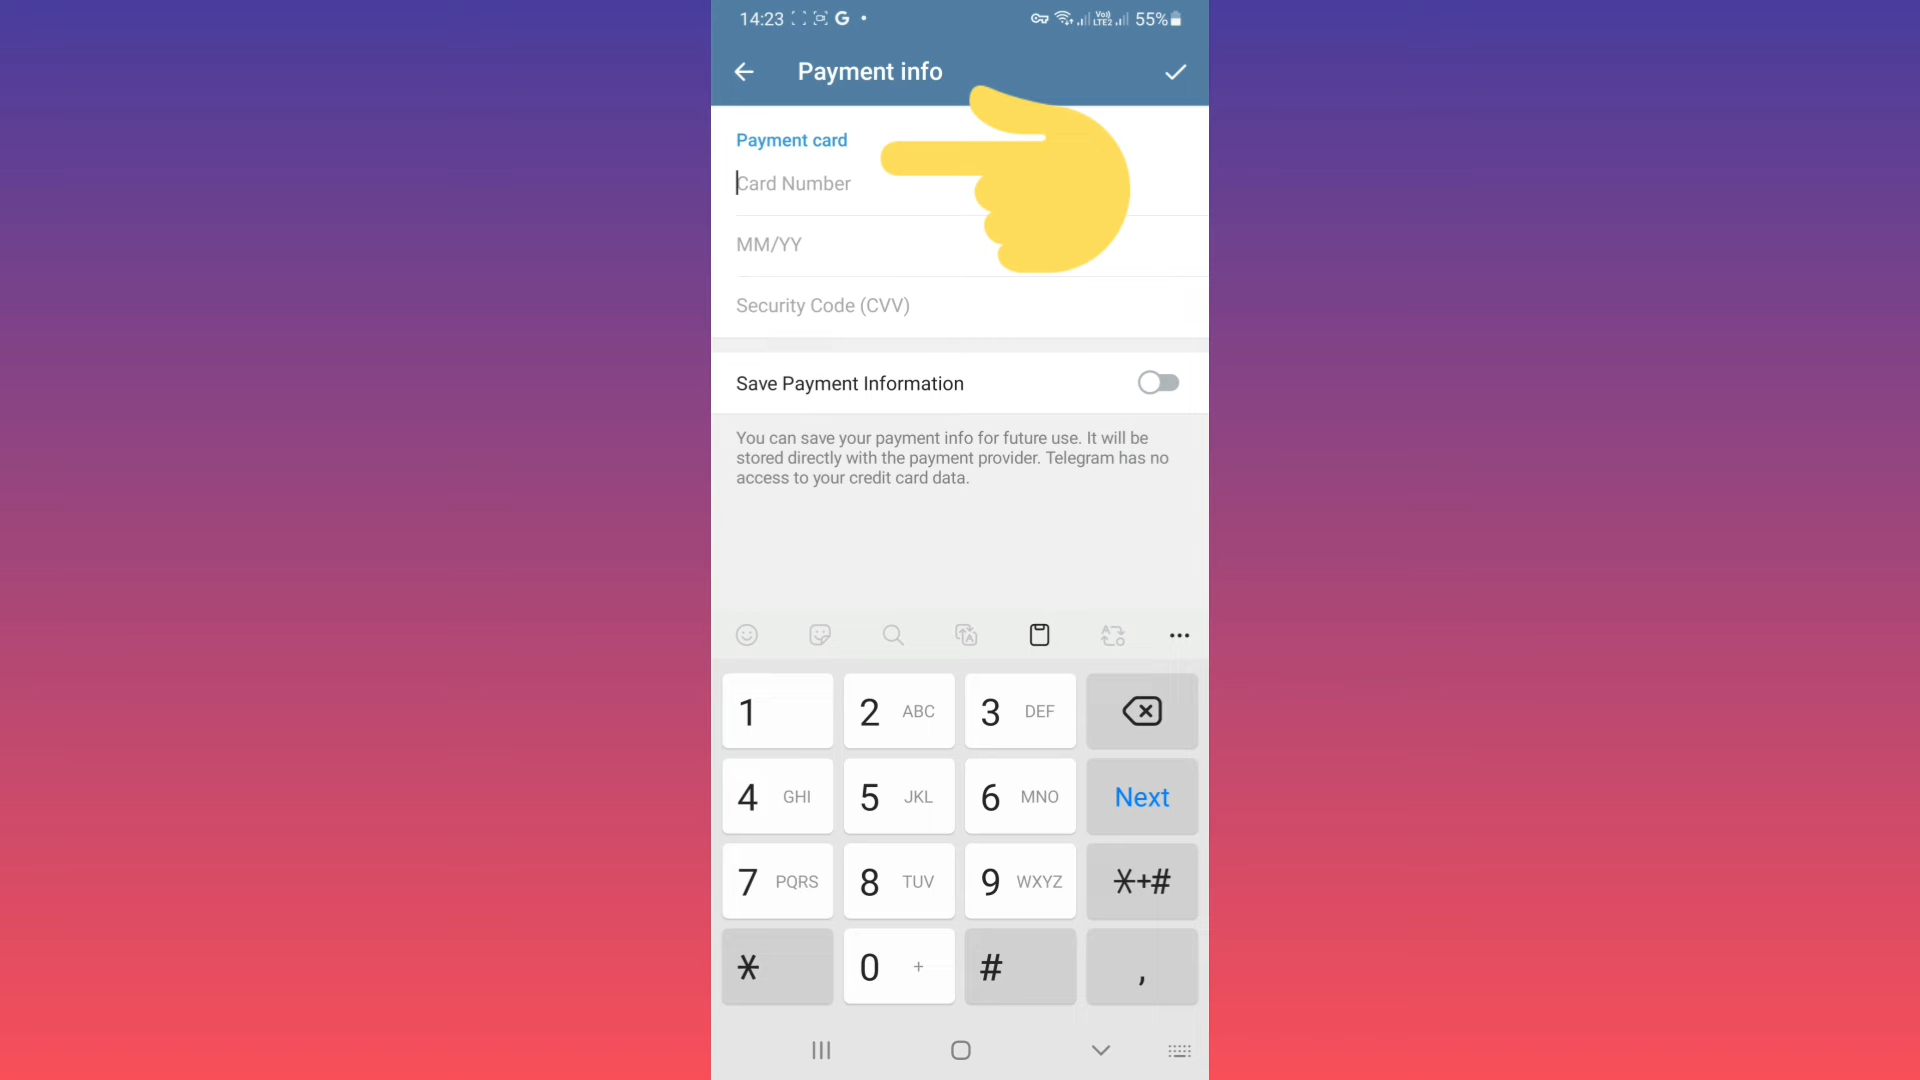 14:23 G • Vo) LTE2 55%
Payment info
Payment card
Card Number
MM/YY
Security Code (CVV)
Save Payment Information
You can save your payment info for future use. It will be
stored directly with the payment provider. Telegram has no
access to your credit card data.
1 2 ABC 3 DEF
4 GHI 5 JKL 6 MNO Next
7 PQRS 8 TUV 9 WXYZ *+#
* 0 + # ,